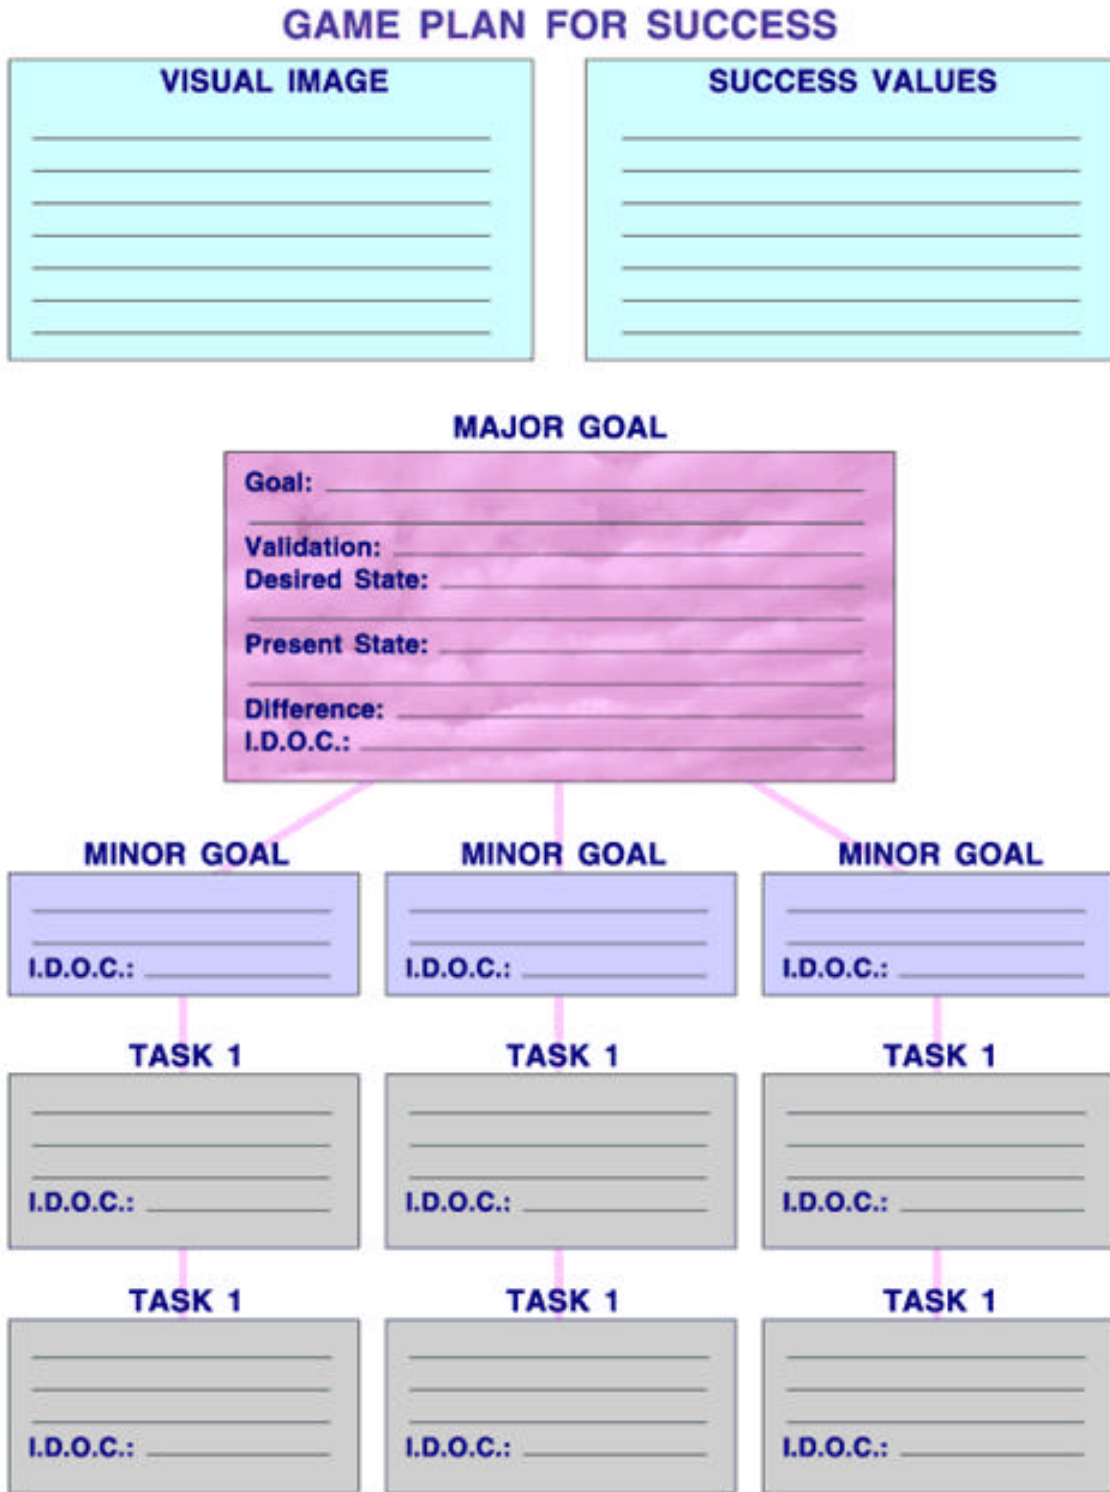 GAME PLAN FOR SUCCESS
VISUAL IMAGE
SUCCESS VALUES
MAJOR GOAL
Goal:
Validation:
Desired State:
Present State:
Difference:
I.D.O.C.:
MINOR GOAL MINOR GOAL MINOR GOAL
I.D.O.C.: I.D.O.C.: I.D.O.C.:
TASK 1 TASK 1 TASK 1
I.D.O.C.: I.D.O.C.: I.D.O.C.:
TASK 1 TASK 1 TASK 1
I.D.O.C.: I.D.O.C.: I.D.O.C.: